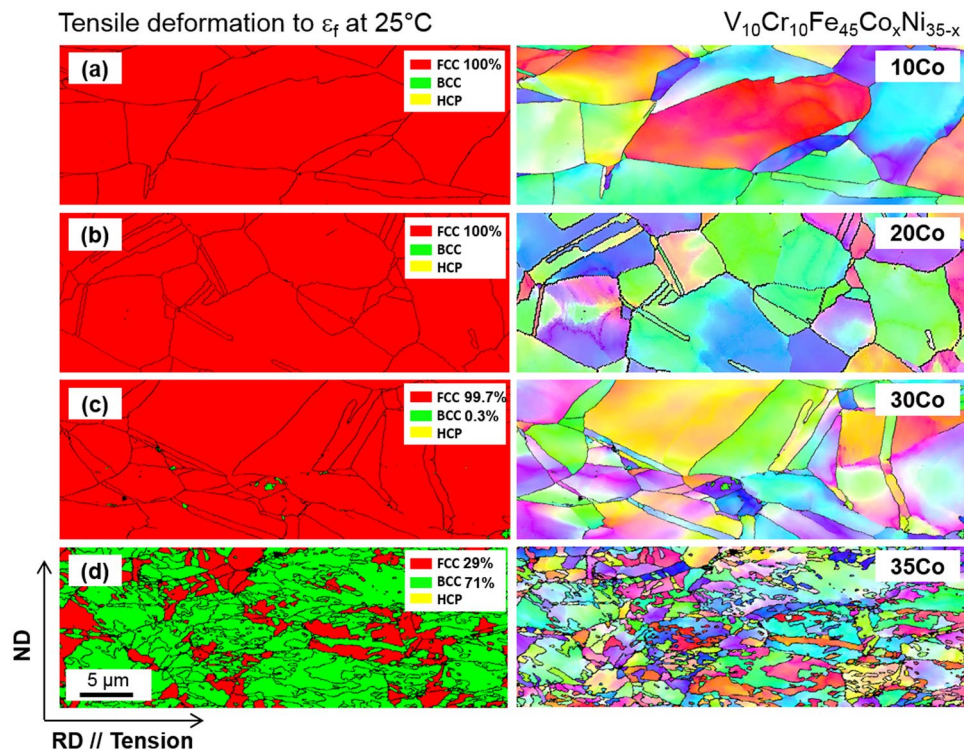 Tensile deformation to ε_f at 25°C
V₁₀Cr₁₀Fe₄₅CoₓNi₃₅₋ₓ
(a)
FCC 100%
BCC
HCP
10Co
(b)
FCC 100%
BCC
HCP
20Co
(c)
FCC 99.7%
BCC 0.3%
HCP
30Co
(d)
FCC 29%
BCC 71%
HCP
35Co
5 μm
ND
RD // Tension